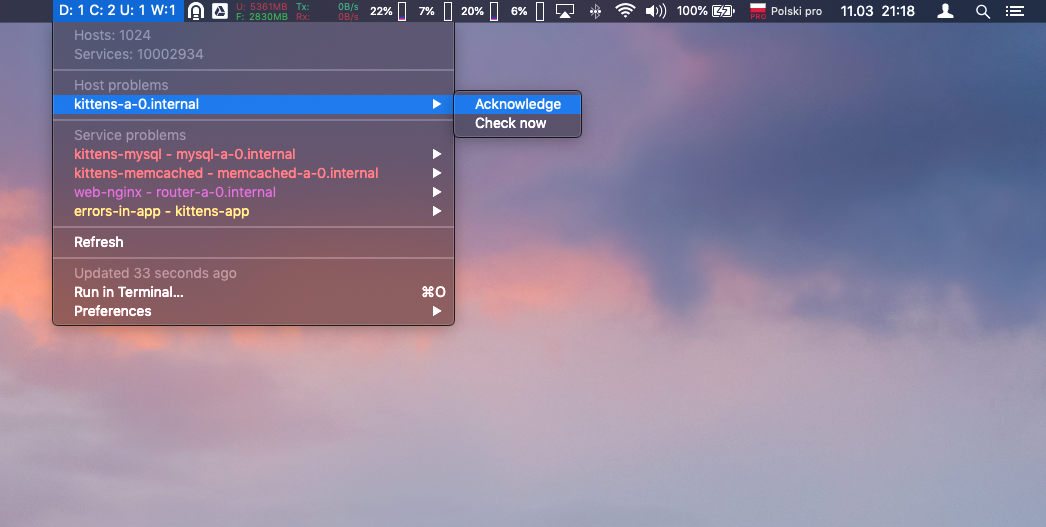 D: 1 C: 2 U: 1 W:1
U: 5361MB
F: 2830MB
Tx: 0B/s
Rx: 0B/s
22%
7%
20%
6%
100%
PRO
Polski pro
11.03 21:18
Hosts: 1024
Services: 10002934
Host problems
kittens-a-0.internal
Acknowledge
Check now
Service problems
kittens-mysql - mysql-a-0.internal
kittens-memcached - memcached-a-0.internal
web-nginx - router-a-0.internal
errors-in-app - kittens-app
Refresh
Updated 33 seconds ago
Run in Terminal... ⌘O
Preferences